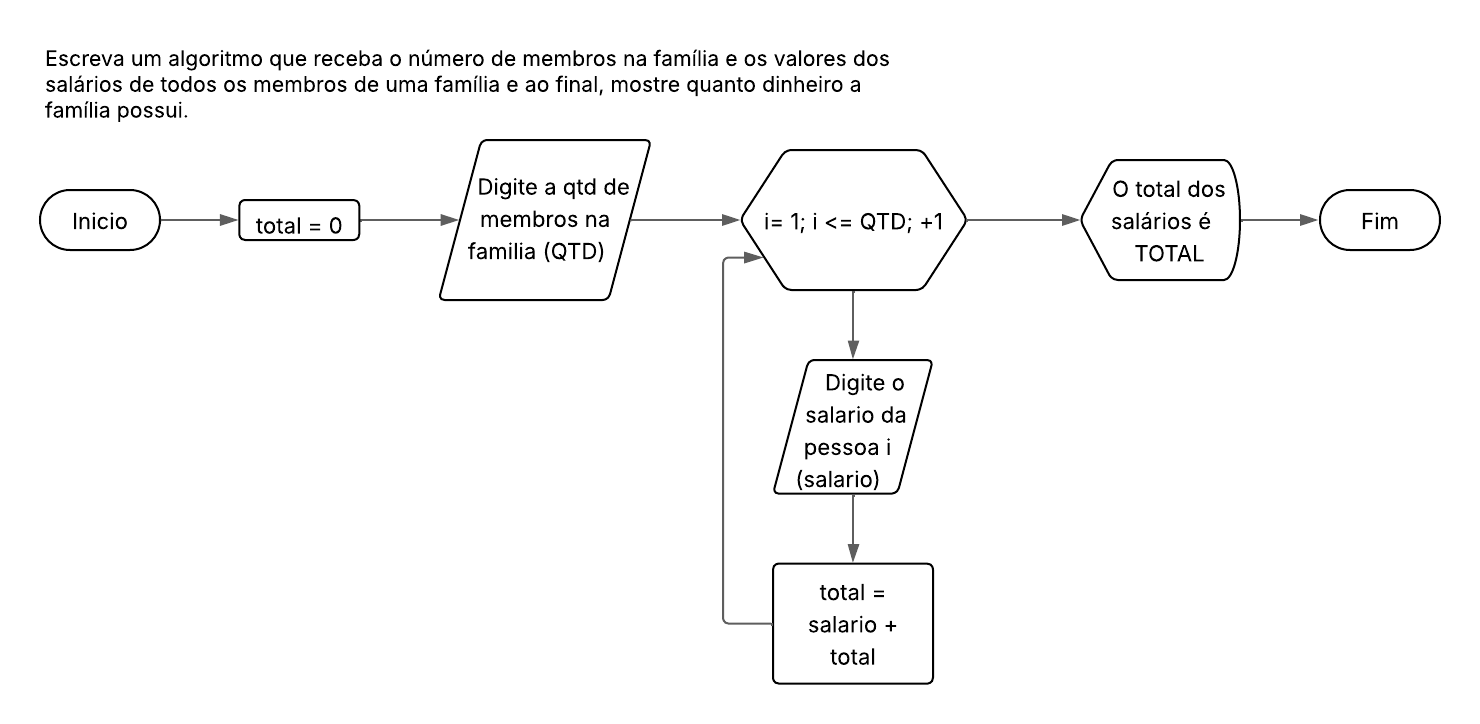 Escreva um algoritmo que receba o número de membros na família e os valores dos
salários de todos os membros de uma família e ao final, mostre quanto dinheiro a
família possui.
Inicio
total = 0
Digite a qtd de
membros na
familia (QTD)
i= 1; i <= QTD; +1
O total dos
salários é
TOTAL
Fim
Digite o
salario da
pessoa i
(salario)
total =
salario +
total